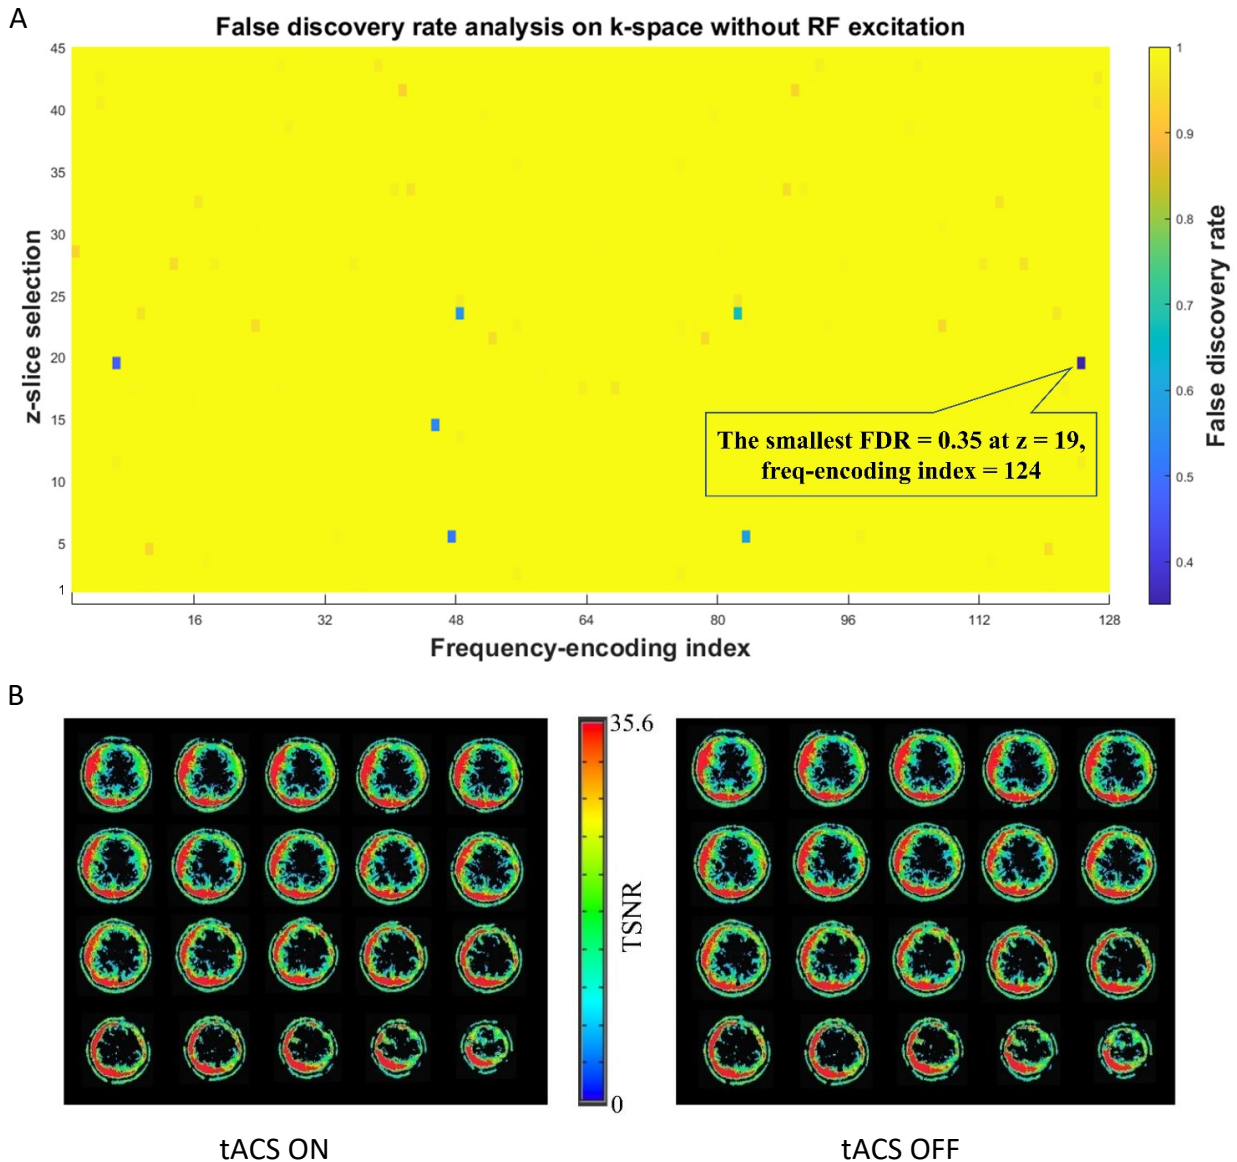 A
False discovery rate analysis on k-space without RF excitation
45
40
35
30
25
20
15
10
5
1
z-slice selection
16
32
48
64
80
96
112
128
Frequency-encoding index
The smallest FDR = 0.35 at z = 19,
freq-encoding index = 124
1
0.9
0.8
0.7
0.6
0.5
0.4
False discovery rate
B
35.6
TSNR
0
tACS ON
tACS OFF